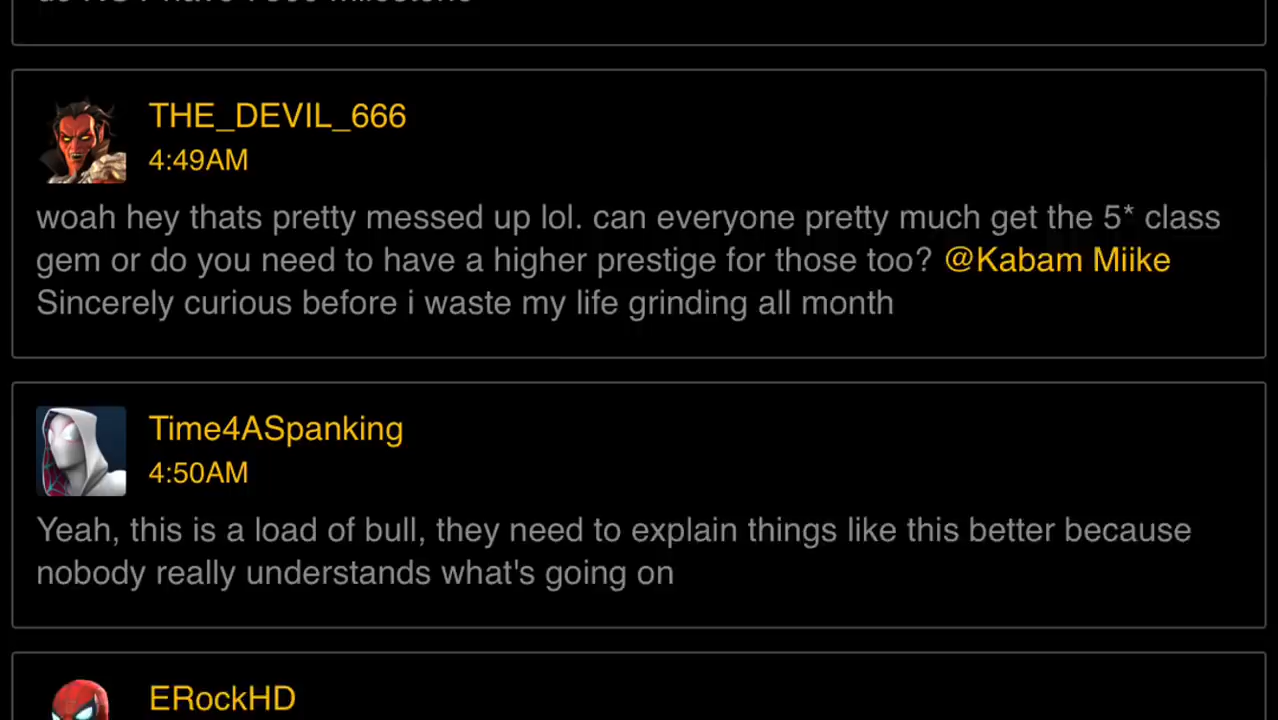 THE_DEVIL_666
4:49AM
woah hey thats pretty messed up lol. can everyone pretty much get the 5* class
gem or do you need to have a higher prestige for those too? @Kabam Miike
Sincerely curious before i waste my life grinding all month
Time4ASpanking
4:50AM
Yeah, this is a load of bull, they need to explain things like this better because
nobody really understands what's going on
ERockHD